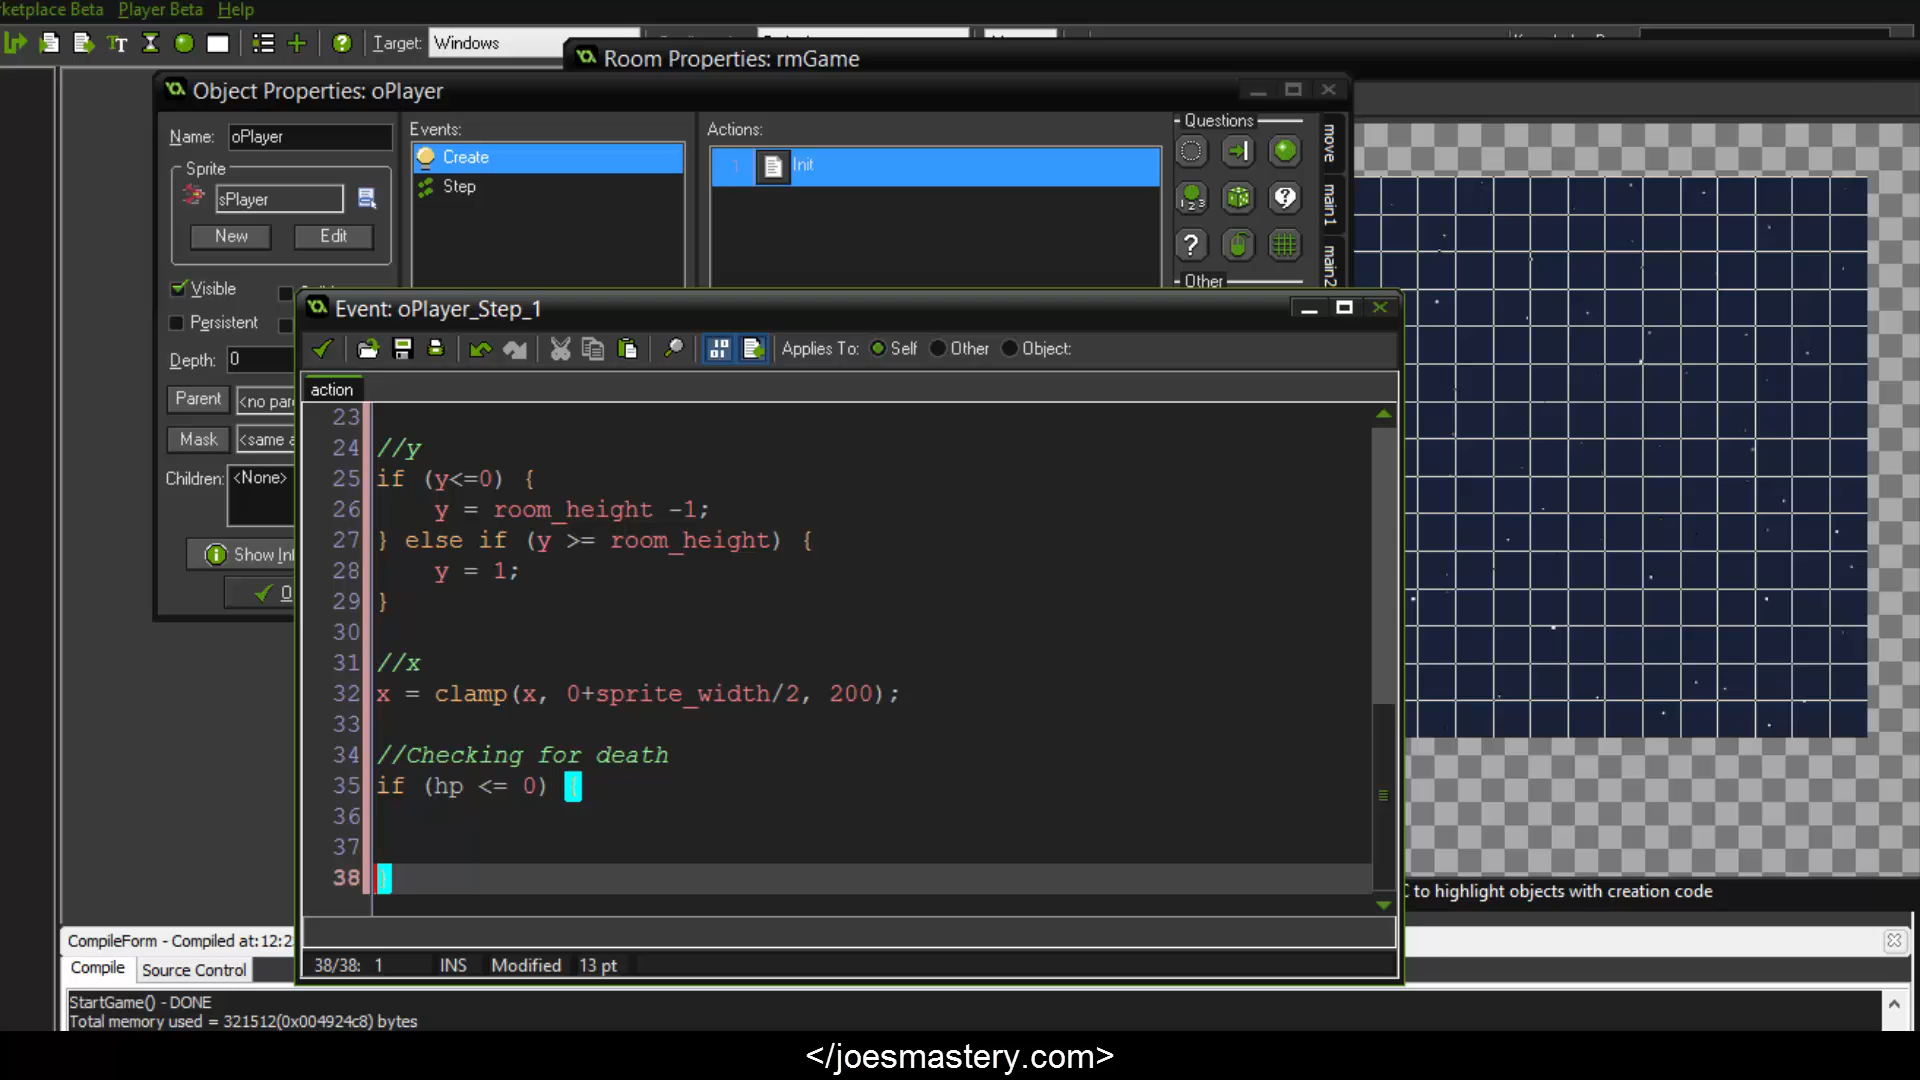 rketplace Beta Player Beta Help
Target: Windows
Room Properties: rmGame
Object Properties: oPlayer
Name: oPlayer
Events:
Actions:
Questions
Sprite
sPlayer
New Edit
Create
Step
1 Init
move
main1
main2
Other
Visible
Persistent
Depth: 0
Parent <no par
Mask <same a
Children: <None>
Show In
O
Event: oPlayer_Step_1
Applies To: Self Other Object:
action
23
24 //y
25 if (y<=0) {
26 y = room_height -1;
27 } else if (y >= room_height) {
28 y = 1;
29 }
30
31 //x
32 x = clamp(x, 0+sprite_width/2, 200);
33
34 //Checking for death
35 if (hp <= 0) {
36
37
38 }
38/38: 1 INS Modified 13 pt
C to highlight objects with creation code
CompileForm - Compiled at:12:2
Compile Source Control
StartGame() - DONE
Total memory used = 321512(0x004924c8) bytes
</joesmastery.com>